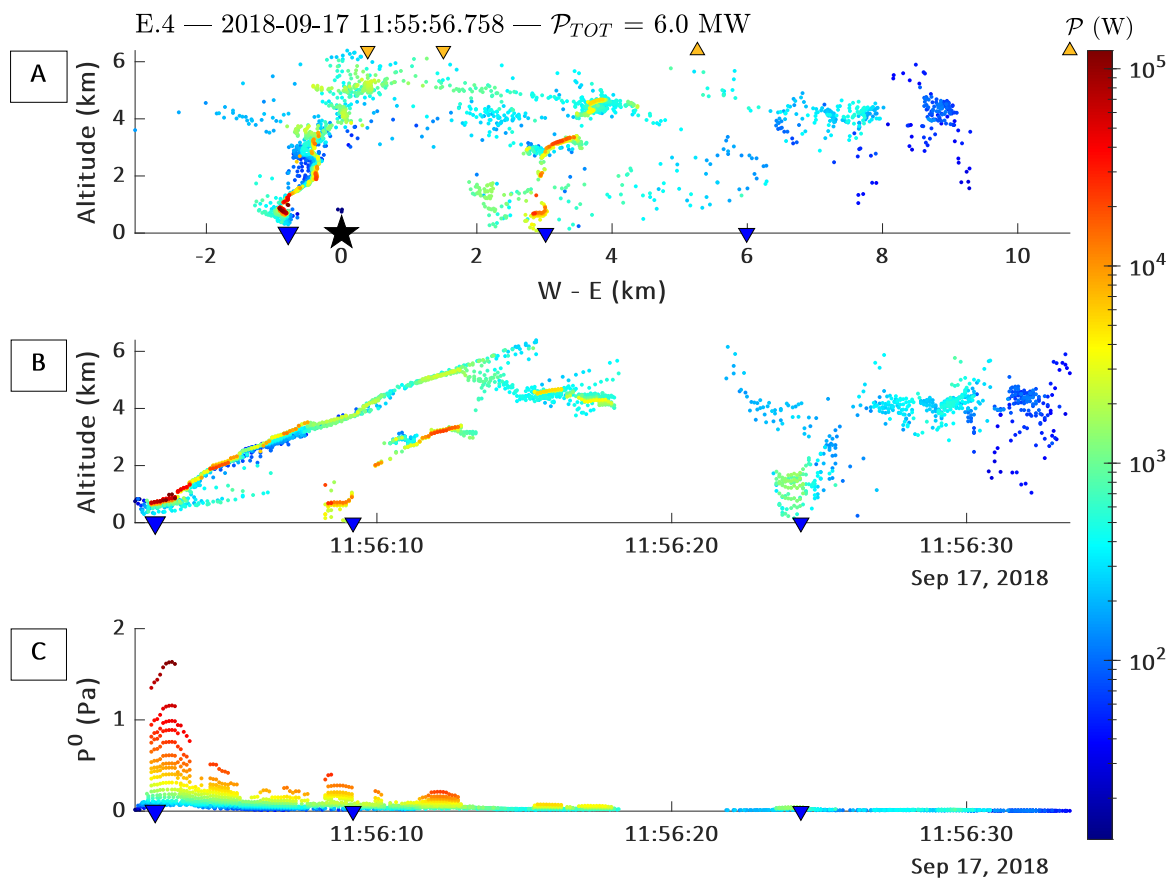 E.4 — 2018-09-17 11:55:56.758 — 𝒫_TOT = 6.0 MW
𝒫 (W)
A
Altitude (km)
6
4
2
0
-2 0 2 4 6 8 10
W - E (km)
10^5
10^4
10^3
10^2
B
Altitude (km)
6
4
2
0
11:56:10 11:56:20 11:56:30
Sep 17, 2018
C
P^0 (Pa)
2
1
0
11:56:10 11:56:20 11:56:30
Sep 17, 2018